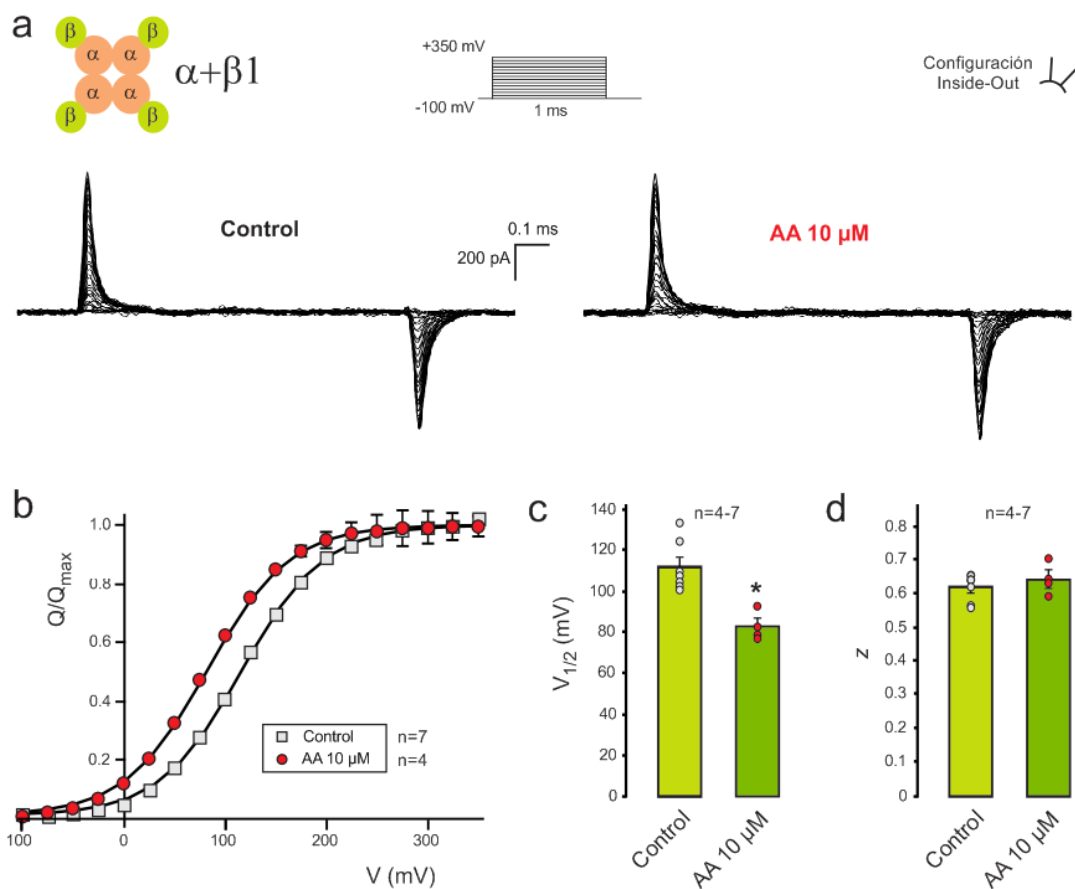 a
β β
α α
α α
β β
α+β1
+350 mV
-100 mV
1 ms
Configuración
Inside-Out
Control
0.1 ms
200 pA
AA 10 µM
b
Q/Qmax
1.0
0.8
0.6
0.4
0.2
100 0 100 200 300
V (mV)
Control n=7
AA 10 µM n=4
c
n=4-7
V1/2 (mV)
140
120
100
80
60
40
20
0
*
Control
AA 10 µM
d
n=4-7
z
0.8
0.7
0.6
0.5
0.4
0.3
0.2
0.1
0
Control
AA 10 µM